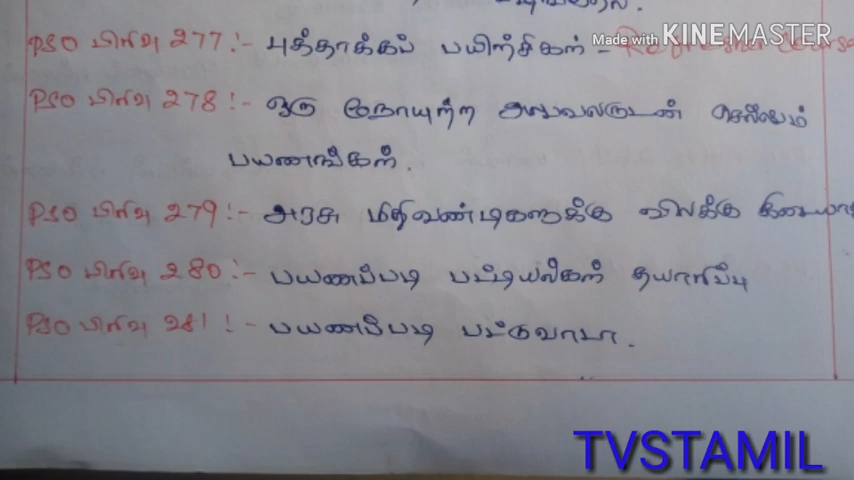 PSO பிரிவு 277 :- புத்தாக்கப் பயிற்சிகள் -
Made with KINEMASTER
PSO பிரிவு 278 :- ஒரு நோயுற்ற அலுவலருடன் செல்லும்
பயணங்கள்.
PSO பிரிவு 279 :- அரசு மிதிவண்டிகளுக்கு விலக்கு கிடையா
PSO பிரிவு 280 :- பயணப்படி பட்டியல்கள் தயாரிப்பு
PSO பிரிவு 281 :- பயணப்படி பட்டுவாடா.
TVSTAMIL